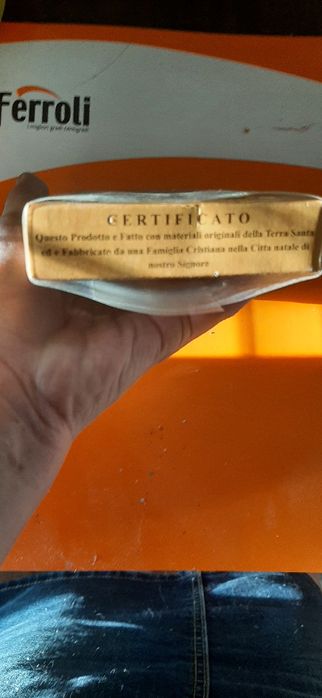 Ferroli
CERTIFICATO
Questo Prodotto e Fatto con materiali originali della Terra Santa
ed e Fabbricato da una Famiglia Cristiana nella Citta natale di
nostro Signore